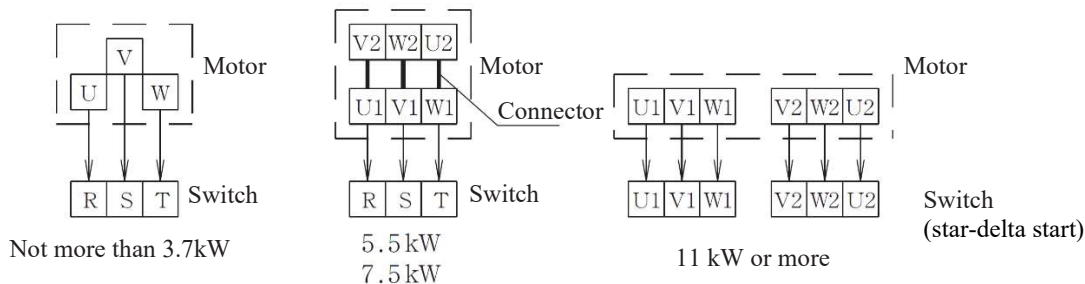 V
U W
Motor
R S T
Switch
Not more than 3.7kW
V2 W2 U2
Motor
U1 V1 W1
Connector
R S T
Switch
5.5kW
7.5kW
Motor
U1 V1 W1 V2 W2 U2
U1 V1 W1 V2 W2 U2
Switch
(star-delta start)
11 kW or more